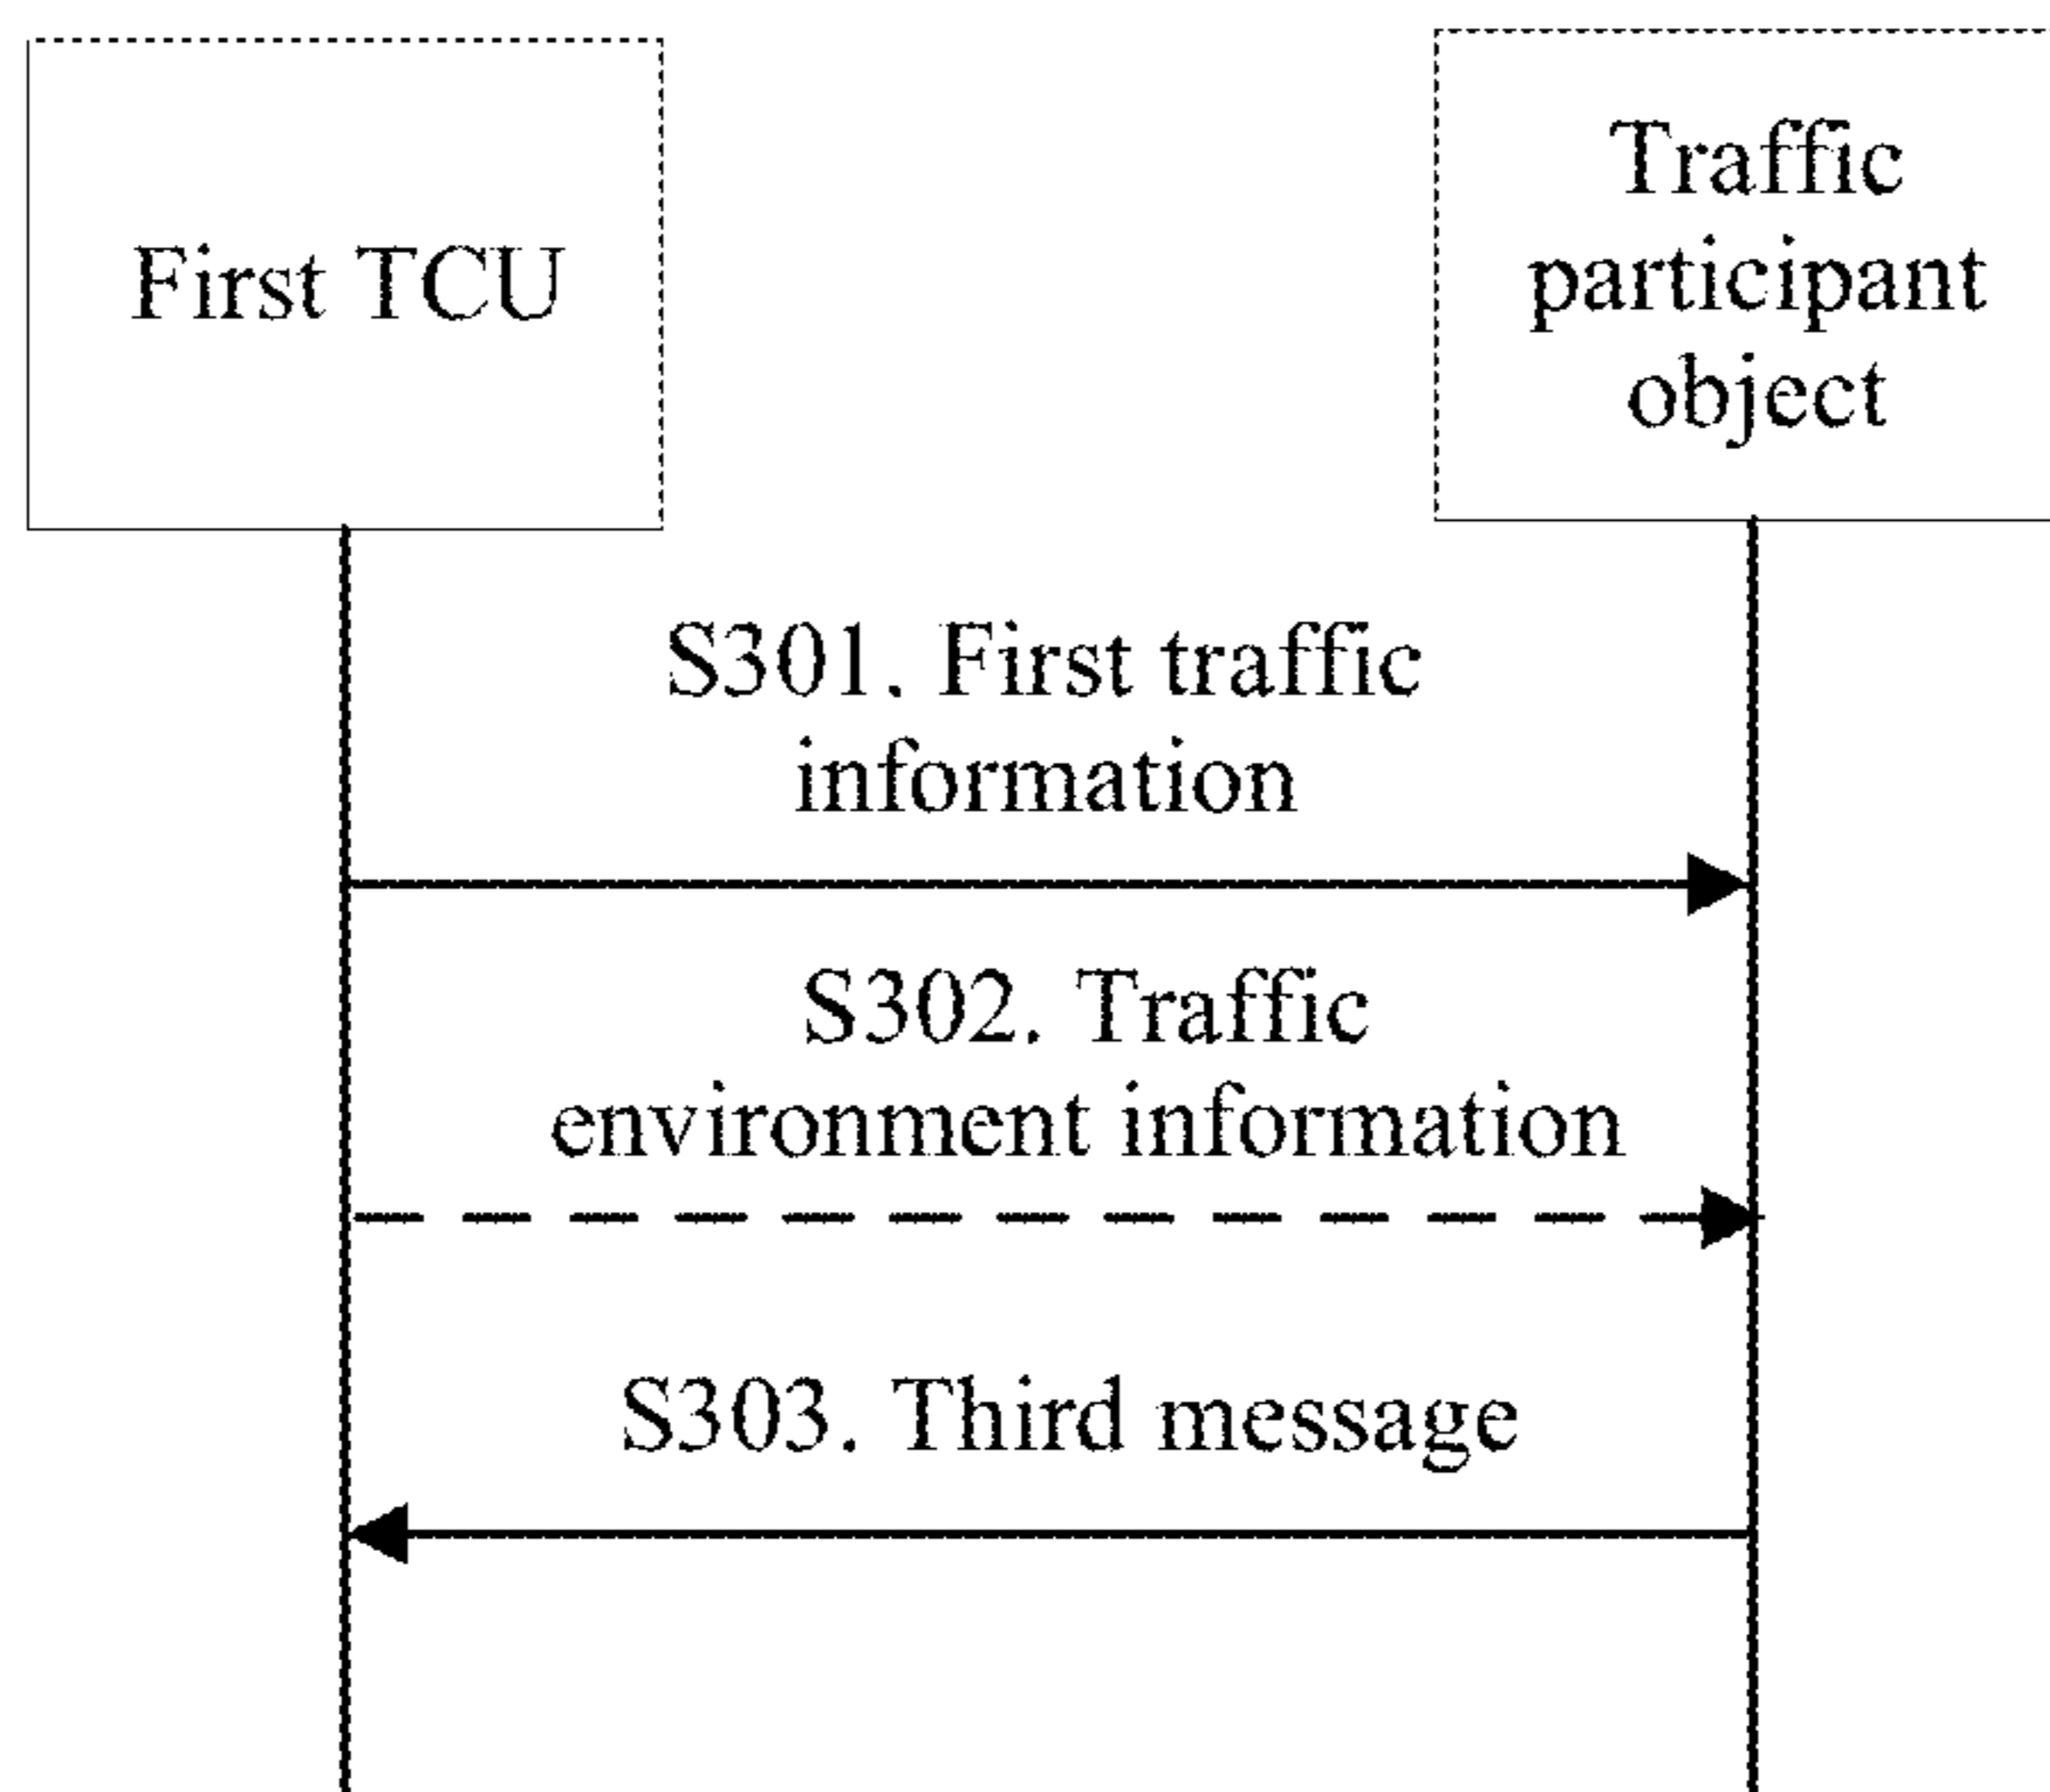 First TCU
Traffic
participant
object
S301. First traffic
information
S302. Traffic
environment information
S303. Third message